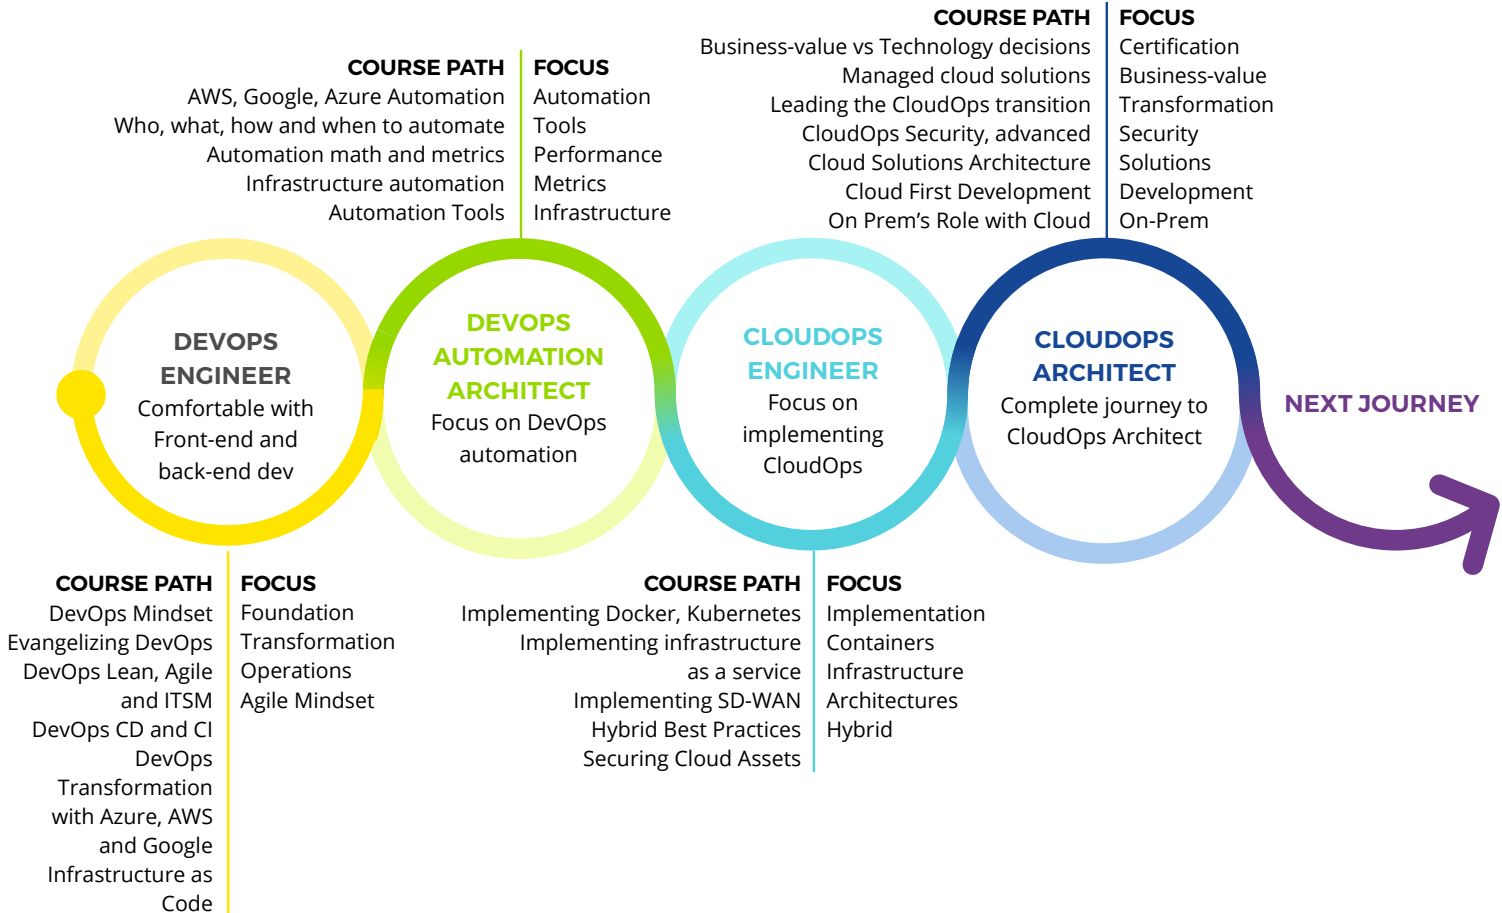 COURSE PATH
AWS, Google, Azure Automation
Who, what, how and when to automate
Automation math and metrics
Infrastructure automation
Automation Tools
FOCUS
Automation
Tools
Performance
Metrics
Infrastructure
COURSE PATH
Business-value vs Technology decisions
Managed cloud solutions
Leading the CloudOps transition
CloudOps Security, advanced
Cloud Solutions Architecture
Cloud First Development
On Prem’s Role with Cloud
FOCUS
Certification
Business-value
Transformation
Security
Solutions
Development
On-Prem
DEVOPS
ENGINEER
Comfortable with
Front-end and
back-end dev
DEVOPS
AUTOMATION
ARCHITECT
Focus on DevOps
automation
CLOUDOPS
ENGINEER
Focus on
implementing
CloudOps
CLOUDOPS
ARCHITECT
Complete journey to
CloudOps Architect
NEXT JOURNEY
COURSE PATH
DevOps Mindset
Evangelizing DevOps
DevOps Lean, Agile
and ITSM
DevOps CD and CI
DevOps
Transformation
with Azure, AWS
and Google
Infrastructure as
Code
FOCUS
Foundation
Transformation
Operations
Agile Mindset
COURSE PATH
Implementing Docker, Kubernetes
Implementing infrastructure
as a service
Implementing SD-WAN
Hybrid Best Practices
Securing Cloud Assets
FOCUS
Implementation
Containers
Infrastructure
Architectures
Hybrid